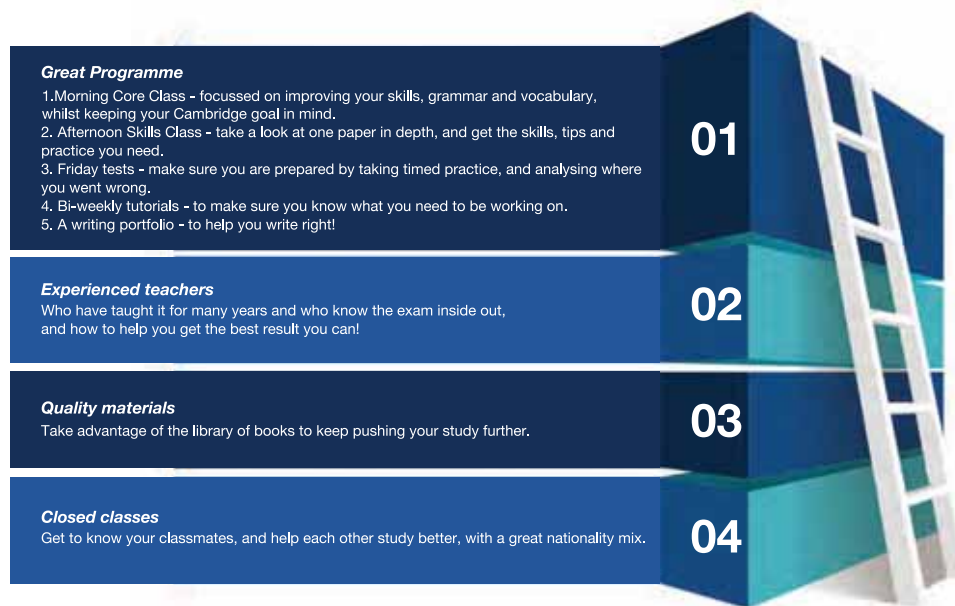 Great Programme
1.Morning Core Class - focussed on improving your skills, grammar and vocabulary,
whilst keeping your Cambridge goal in mind.
2. Afternoon Skills Class - take a look at one paper in depth, and get the skills, tips and
practice you need.
3. Friday tests - make sure you are prepared by taking timed practice, and analysing where
you went wrong.
4. Bi-weekly tutorials - to make sure you know what you need to be working on.
5. A writing portfolio - to help you write right!
01
Experienced teachers
Who have taught it for many years and who know the exam inside out,
and how to help you get the best result you can!
02
Quality materials
Take advantage of the library of books to keep pushing your study further.
03
Closed classes
Get to know your classmates, and help each other study better, with a great nationality mix.
04